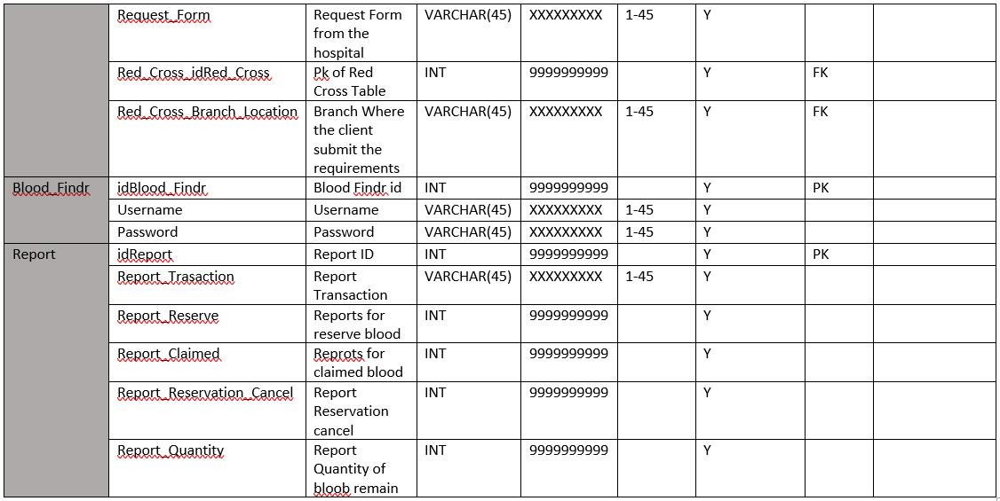 Request_Form Request Form VARCHAR(45) XXXXXXXXX 1-45 Y
from the
hospital
Red_Cross_idRed_Cross Pk of Red INT 9999999999 Y FK
Cross Table
Red_Cross_Branch_Location Branch Where VARCHAR(45) XXXXXXXXX 1-45 Y FK
the client
submit the
requirements
Blood_Findr idBlood_Findr Blood Findr id INT 9999999999 Y PK
Username Username VARCHAR(45) XXXXXXXXX 1-45 Y
Password Password VARCHAR(45) XXXXXXXXX 1-45 Y
Report idReport Report ID INT 9999999999 Y PK
Report_Trasaction Report VARCHAR(45) XXXXXXXXX 1-45 Y
Transaction
Report_Reserve Reports for INT 9999999999 Y
reserve blood
Report_Claimed Reprots for INT 9999999999 Y
claimed blood
Report_Reservation_Cancel Report INT 9999999999 Y
Reservation
cancel
Report_Quantity Report INT 9999999999 Y
Quantity of
bloob remain